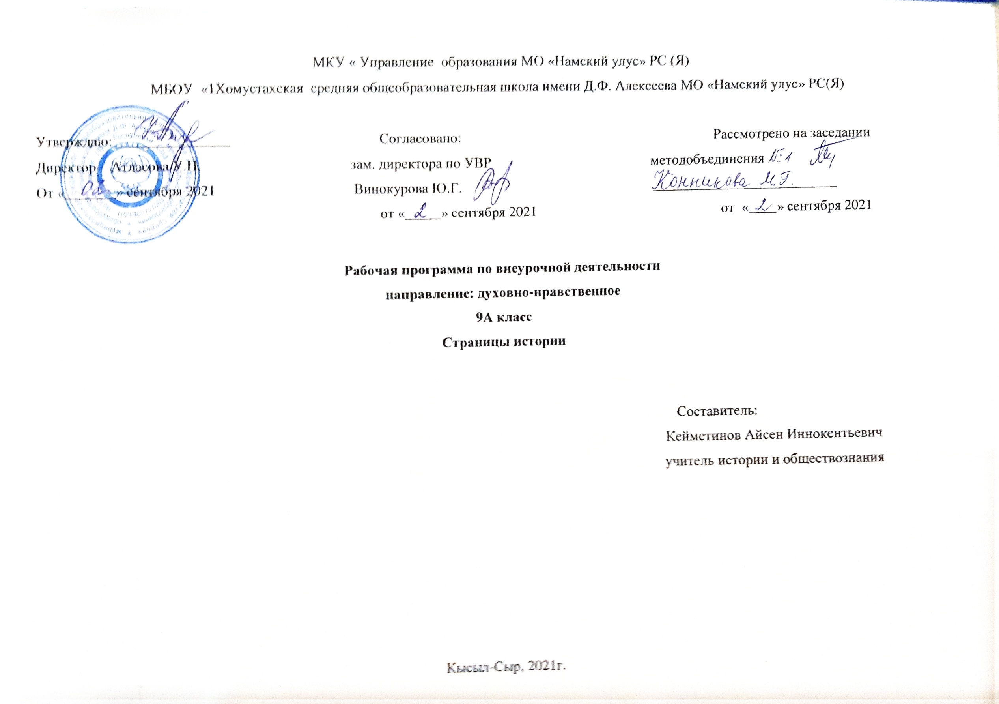 МКУ « Управление образования МО «Намский улус» РС (Я)
МБОУ «1Хомустахская средняя общеобразовательная школа имени Д.Ф. Алексеева МО «Намский улус» РС(Я)
Утверждаю:
Директор Атласова У.П.
От «02» сентября 2021
Согласовано:
зам. директора по УВР
Винокурова Ю.Г.
от «2» сентября 2021
Рассмотрено на заседании
методобъединения №1
Конникова М.Г.
от «2» сентября 2021
Рабочая программа по внеурочной деятельности
направление: духовно-нравственное
9А класс
Страницы истории
Составитель:
Кейметинов Айсен Иннокентьевич
учитель истории и обществознания
Кысыл-Сыр, 2021г.